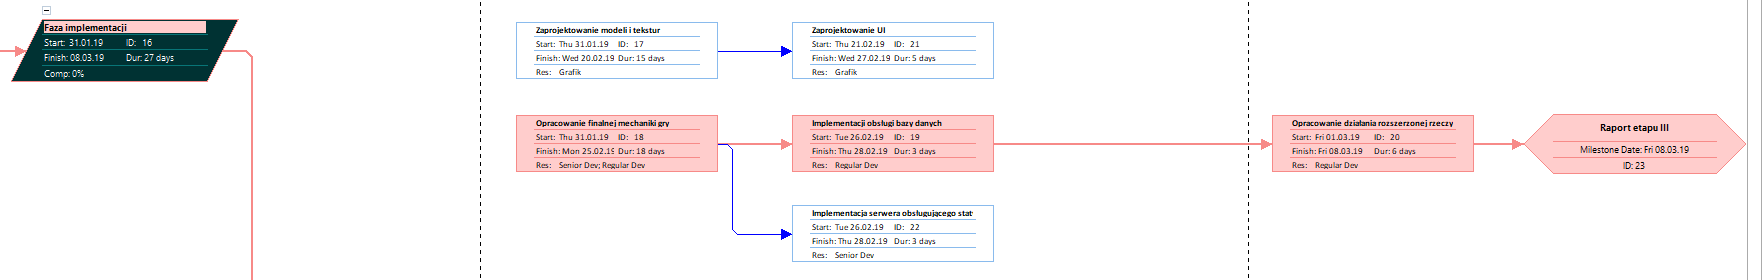 Faza implementacji
Start: 31.01.19 ID: 16
Finish: 08.03.19 Dur: 27 days
Comp: 0%
Zaprojektowanie modeli i tekstur
Start: Thu 31.01.19 ID: 17
Finish: Wed 20.02.19 Dur: 15 days
Res: Grafik
Zaprojektowanie UI
Start: Thu 21.02.19 ID: 21
Finish: Wed 27.02.19 Dur: 5 days
Res: Grafik
Opracowanie finalnej mechaniki gry
Start: Thu 31.01.19 ID: 18
Finish: Mon 25.02.19 Dur: 18 days
Res: Senior Dev; Regular Dev
Implementacji obsługi bazy danych
Start: Tue 26.02.19 ID: 19
Finish: Thu 28.02.19 Dur: 3 days
Res: Regular Dev
Opracowanie działania rozszerzonej rzeczy
Start: Fri 01.03.19 ID: 20
Finish: Fri 08.03.19 Dur: 6 days
Res: Regular Dev
Raport etapu III
Milestone Date: Fri 08.03.19
ID: 23
Implementacja serwera obsługującego stat
Start: Tue 26.02.19 ID: 22
Finish: Thu 28.02.19 Dur: 3 days
Res: Senior Dev